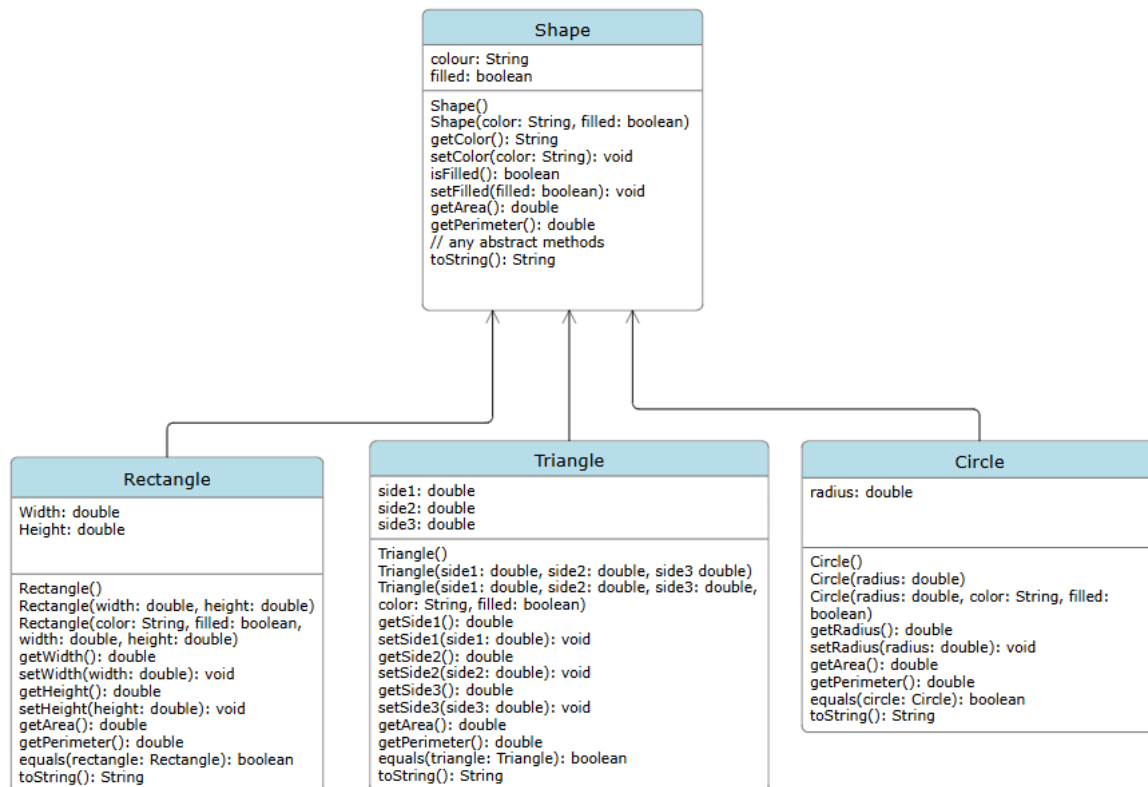 Shape
colour: String
filled: boolean
Shape()
Shape(color: String, filled: boolean)
getColor(): String
setColor(color: String): void
isFilled(): boolean
setFilled(filled: boolean): void
getArea(): double
getPerimeter(): double
// any abstract methods
toString(): String
Rectangle
Width: double
Height: double
Rectangle()
Rectangle(width: double, height: double)
Rectangle(color: String, filled: boolean,
width: double, height: double)
getWidth(): double
setWidth(width: double): void
getHeight(): double
setHeight(height: double): void
getArea(): double
getPerimeter(): double
equals(rectangle: Rectangle): boolean
toString(): String
Triangle
side1: double
side2: double
side3: double
Triangle()
Triangle(side1: double, side2: double, side3 double)
Triangle(side1: double, side2: double, side3: double,
color: String, filled: boolean)
getSide1(): double
setSide1(side1: double): void
getSide2(): double
setSide2(side2: double): void
getSide3(): double
setSide3(side3: double): void
getArea(): double
getPerimeter(): double
equals(triangle: Triangle): boolean
toString(): String
Circle
radius: double
Circle()
Circle(radius: double)
Circle(radius: double, color: String, filled:
boolean)
getRadius(): double
setRadius(radius: double): void
getArea(): double
getPerimeter(): double
equals(circle: Circle): boolean
toString(): String